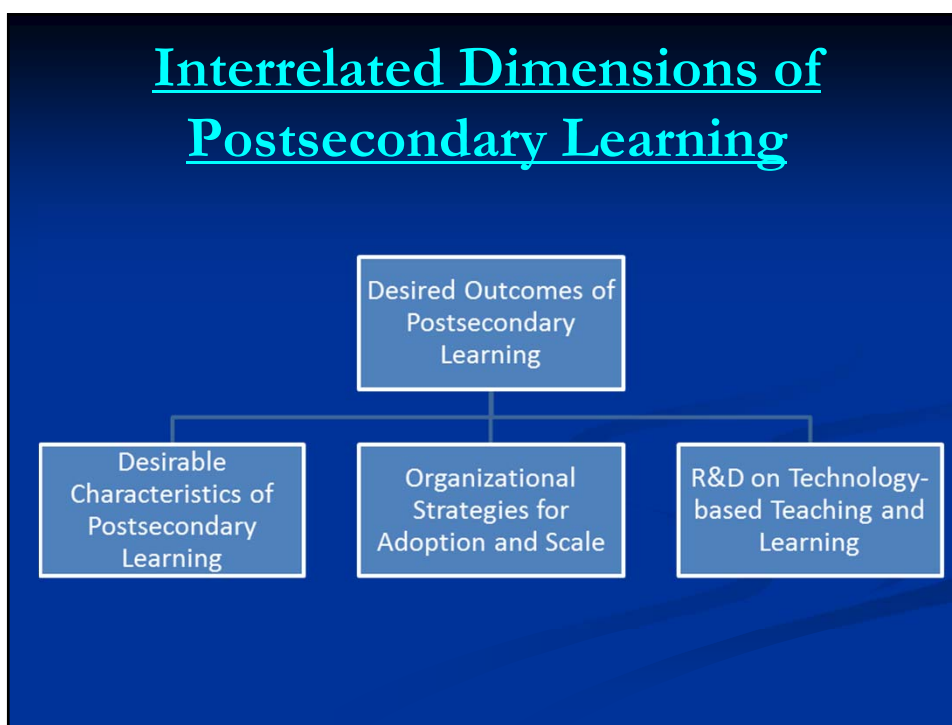 Interrelated Dimensions of
Postsecondary Learning
Desired Outcomes of
Postsecondary
Learning
Desirable
Characteristics of
Postsecondary
Learning
Organizational
Strategies for
Adoption and Scale
R&D on Technology-
based Teaching and
Learning